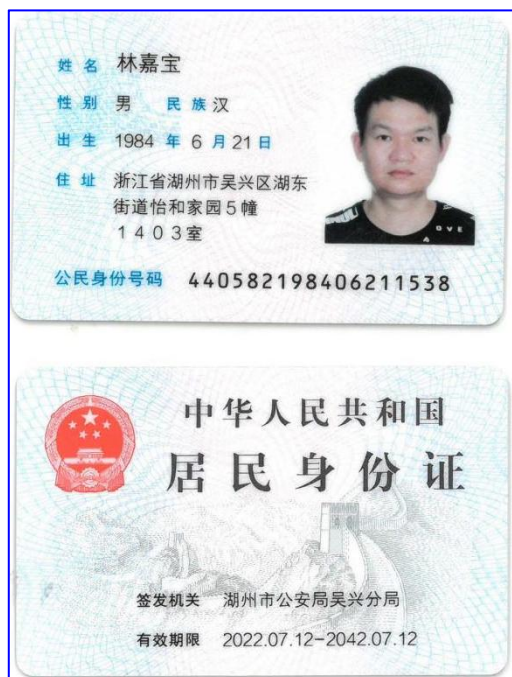 姓名 林嘉宝
性别 男 民族 汉
出生 1984 年 6 月 21 日
住址 浙江省湖州市吴兴区湖东
街道怡和家园5幢
1403室
公民身份号码 440582198406211538
中华人民共和国
居民身份证
签发机关 湖州市公安局吴兴分局
有效期限 2022.07.12-2042.07.12